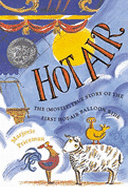 HOT AIR
THE (MOSTLY) TRUE STORY OF THE
FIRST HOT-AIR BALLOON RIDE
Marjorie
Priceman